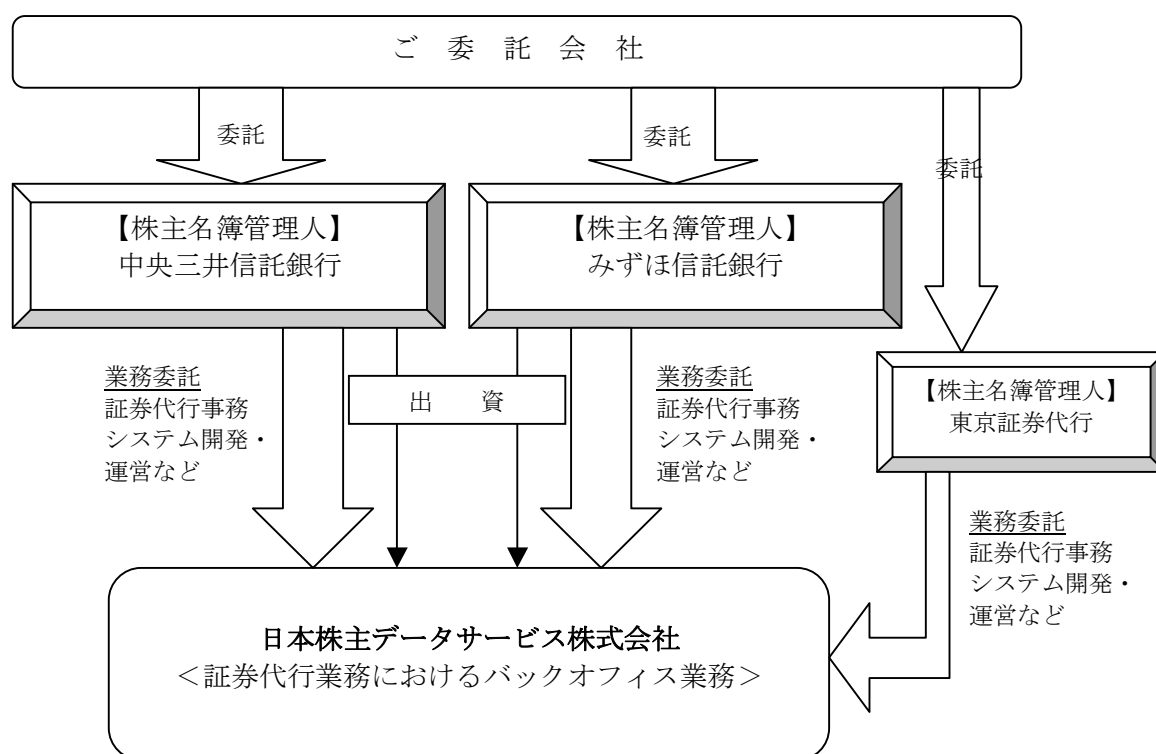 ご 委 託 会 社
委託
委託
委託
【株主名簿管理人】
中央三井信託銀行
【株主名簿管理人】
みずほ信託銀行
【株主名簿管理人】
東京証券代行
業務委託
証券代行事務
システム開発・
運営など
出 資
業務委託
証券代行事務
システム開発・
運営など
業務委託
証券代行事務
システム開発・
運営など
日本株主データサービス株式会社
＜証券代行業務におけるバックオフィス業務＞